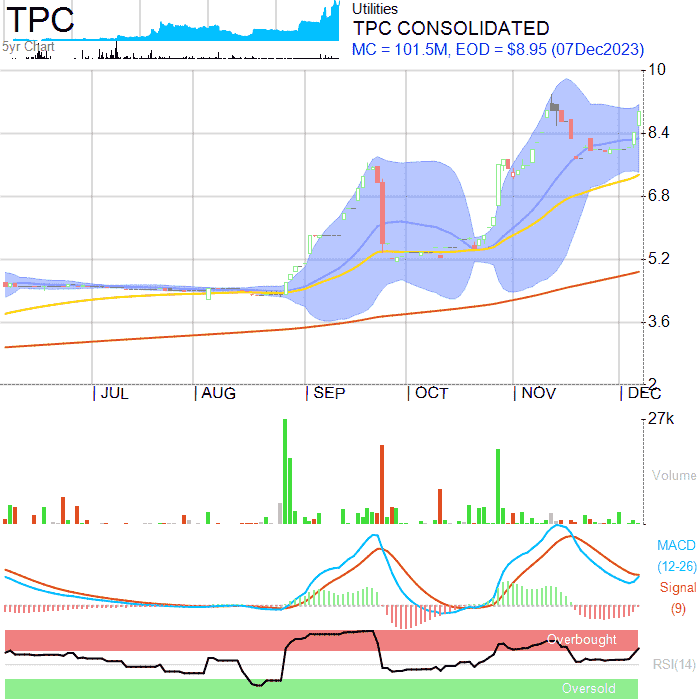 TPC
5yr Chart
Utilities
TPC CONSOLIDATED
MC = 101.5M, EOD = $8.95 (07Dec2023)
10
8.4
6.8
5.2
3.6
2
JUL AUG SEP OCT NOV DEC
27k
Volume
MACD
(12-26)
Signal
(9)
Overbought
RSI(14)
Oversold